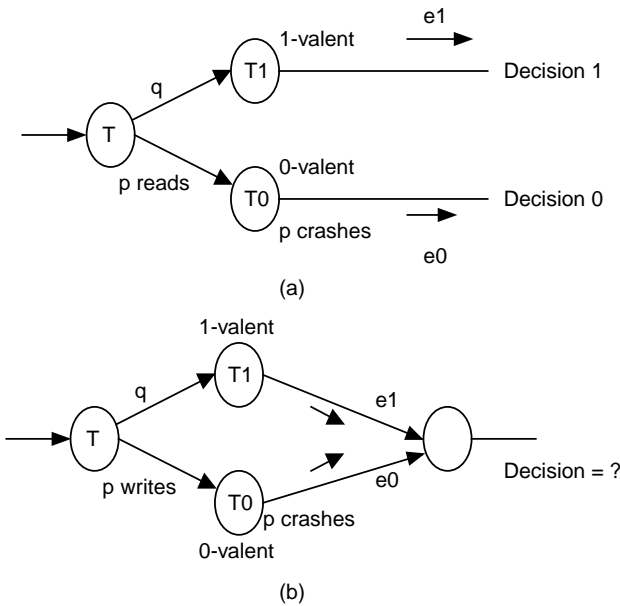 e1
1-valent
T1
Decision 1
q
T
p reads
0-valent
T0
Decision 0
p crashes
e0
(a)
1-valent
T1
q
e1
T
Decision = ?
p writes
e0
T0
p crashes
0-valent
(b)